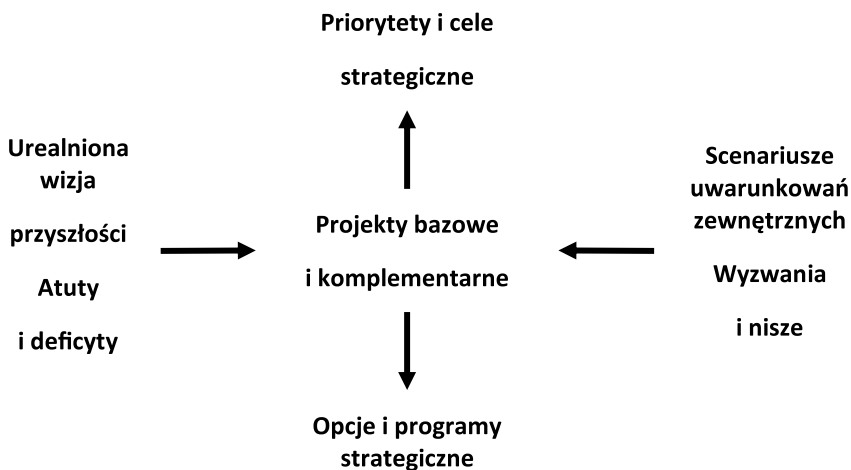 Priorytety i cele
strategiczne
Urealniona
wizja
przyszłości
Atuty
i deficyty
Projekty bazowe
i komplementarne
Scenariusze
uwarunkowań
zewnętrznych
Wyzwania
i nisze
Opcje i programy
strategiczne